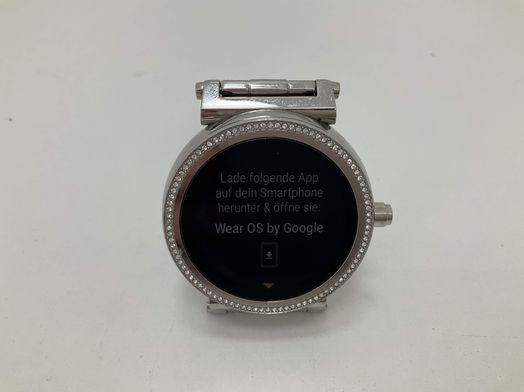 Lade folgende App
auf dein Smartphone
herunter & öffne sie:
Wear OS by Google